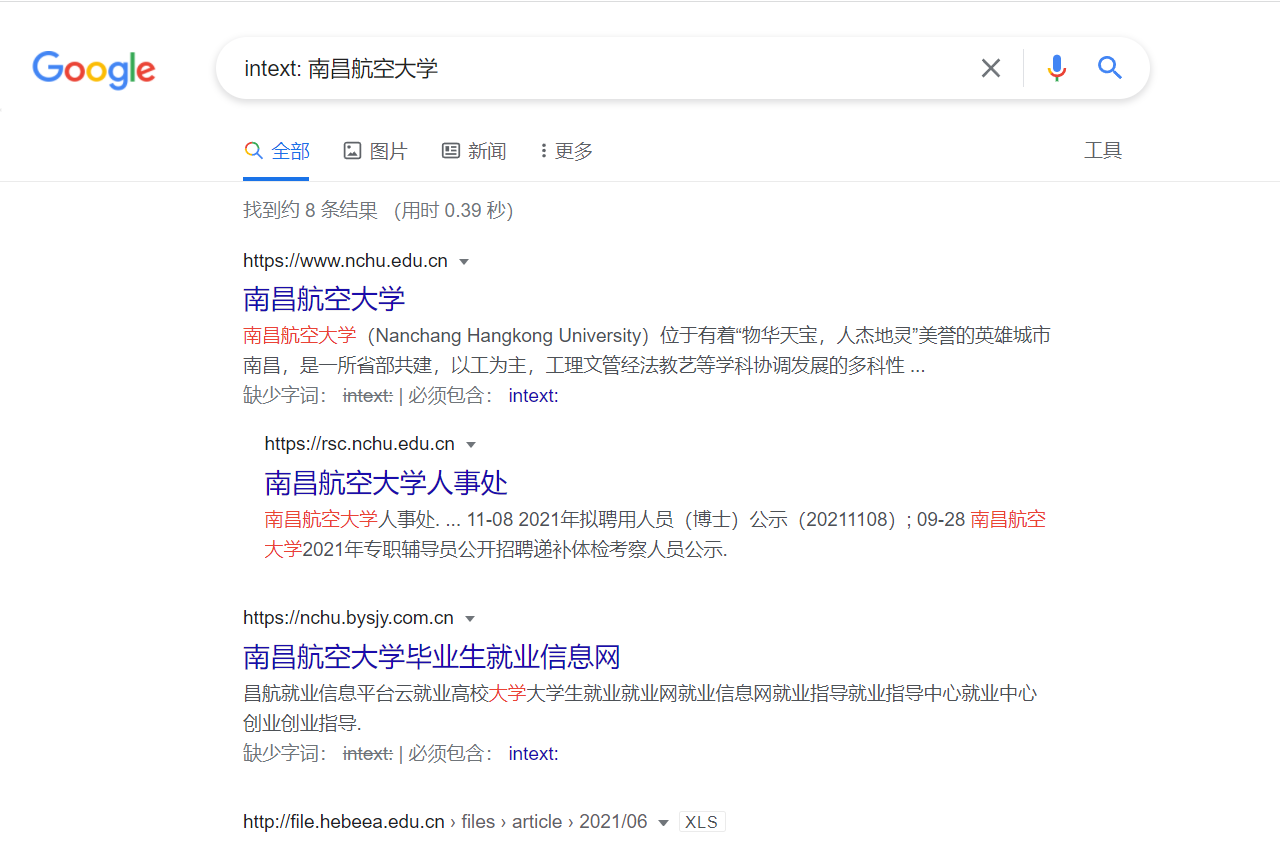 Google
intext: 南昌航空大学
全部 图片 新闻 更多 工具
找到约 8 条结果 （用时 0.39 秒）
https://www.nchu.edu.cn
南昌航空大学
南昌航空大学（Nanchang Hangkong University）位于有着“物华天宝，人杰地灵”美誉的英雄城市
南昌，是一所省部共建，以工为主，工理文管经法教艺等学科协调发展的多科性 ...
缺少字词： intext: | 必须包含： intext:
https://rsc.nchu.edu.cn
南昌航空大学人事处
南昌航空大学人事处. ... 11-08 2021年拟聘用人员（博士）公示（20211108）; 09-28 南昌航空
大学2021年专职辅导员公开招聘递补体检考察人员公示.
https://nchu.bysjy.com.cn
南昌航空大学毕业生就业信息网
昌航就业信息平台云就业高校大学大学生就业就业网就业信息网就业指导就业指导中心就业中心
创业创业指导.
缺少字词： intext: | 必须包含： intext:
http://file.hebeea.edu.cn › files › article › 2021/06 XLS